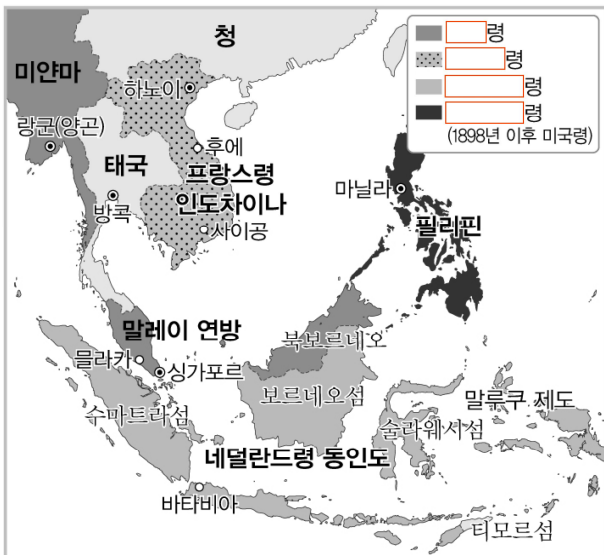 청
령
령
령
령
(1898년 이후 미국령)
미얀마
하노이
랑군(양곤)
후에
태국
프랑스령
인도차이나
방콕
사이공
마닐라
필리핀
말레이 연방
믈라카
싱가포르
북보르네오
보르네오섬
수마트라섬
말루쿠 제도
술라웨시섬
네덜란드령 동인도
바타비아
티모르섬